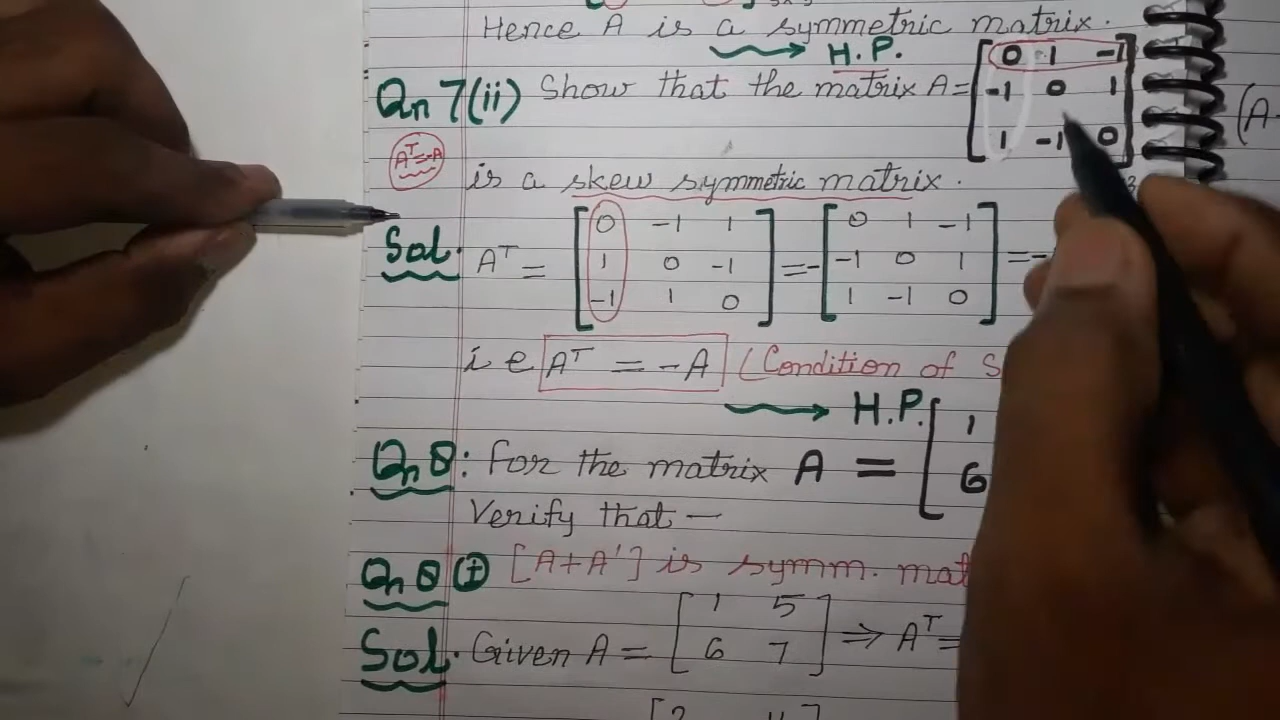 Hence A is a symmetric matrix.
H.P.
Qn 7(ii) Show that the matrix A = [ 0 1 -1
-1 0 1
1 -1 0 ]
A^T = -A
is a skew symmetric matrix.
Sol. A^T = [ 0 -1 1
1 0 -1
-1 1 0 ] = - [ 0 1 -1
-1 0 1
1 -1 0 ] = -
i e A^T = -A (Condition of S
H.P.
Qn 8: For the matrix A = [ 1
6
Verify that —
Qn 8 (i) [A+A'] is symm. mat
Sol. Given A = [ 1 5
6 7 ] ⇒ A^T =
(A